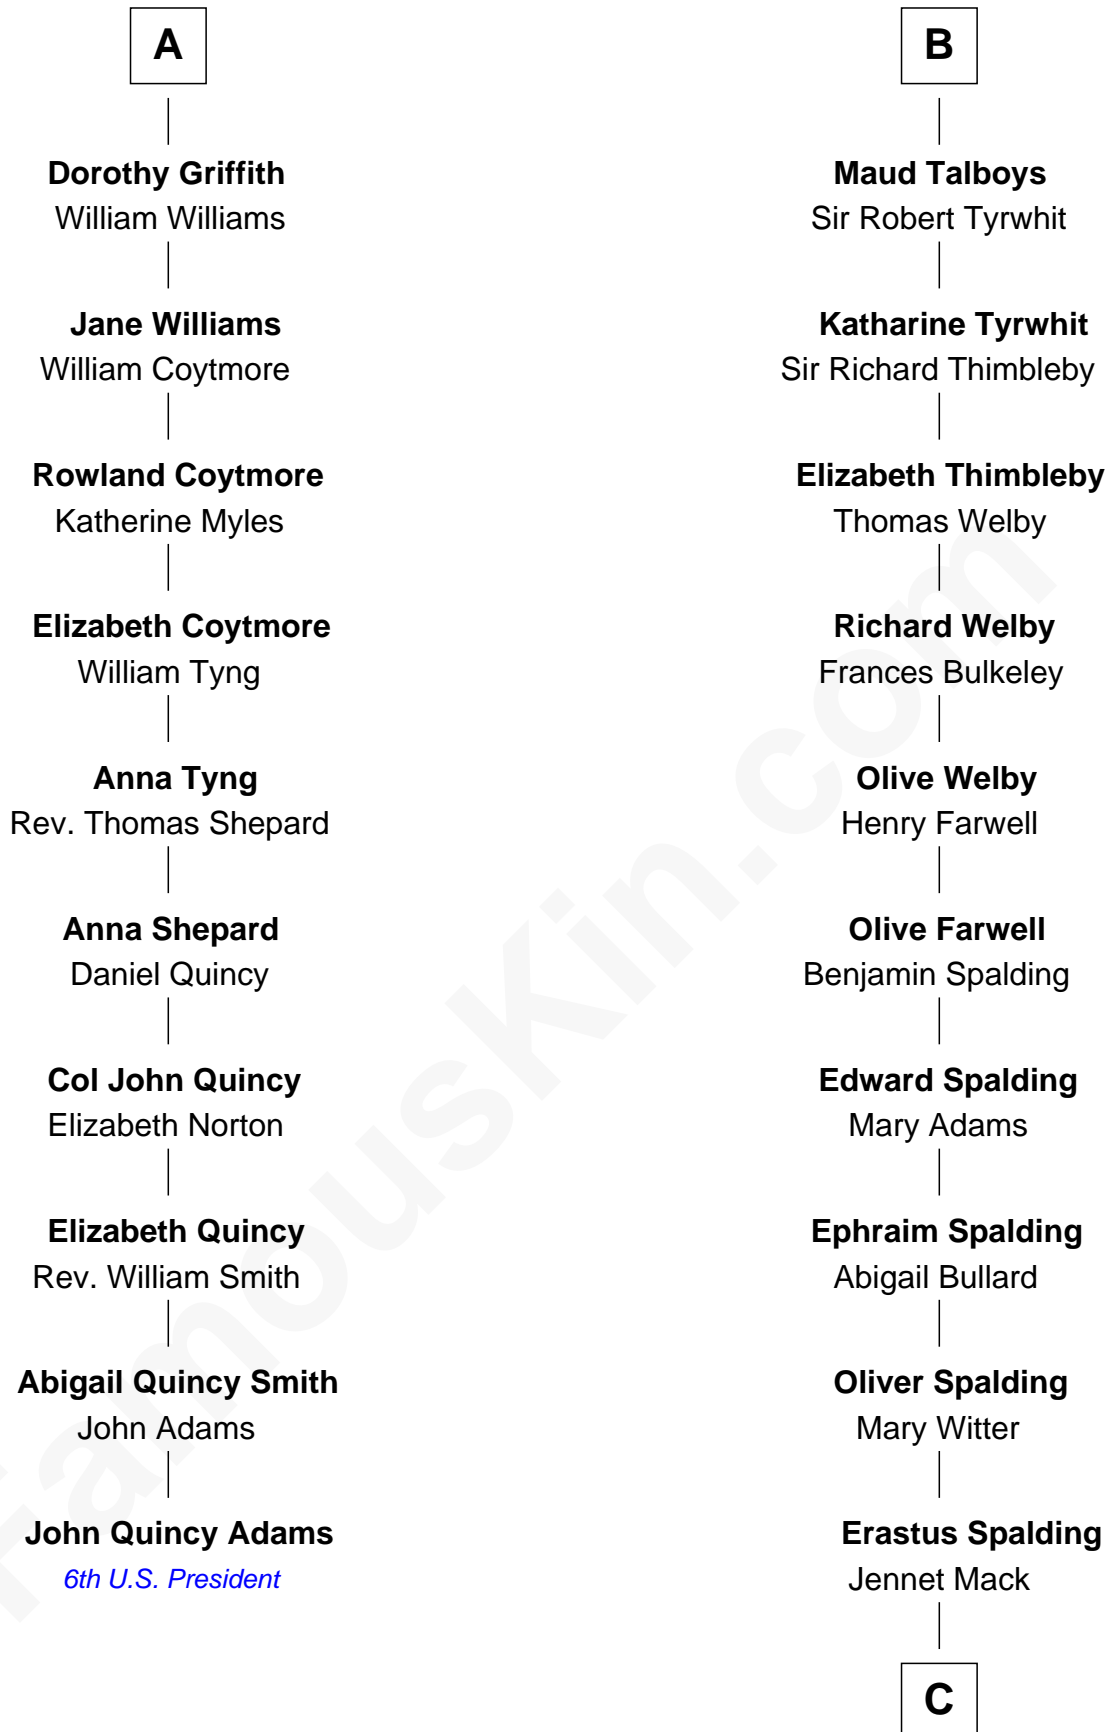 A
Dorothy Griffith
William Williams
Jane Williams
William Coytmore
Rowland Coytmore
Katherine Myles
Elizabeth Coytmore
William Tyng
Anna Tyng
Rev. Thomas Shepard
Anna Shepard
Daniel Quincy
Col John Quincy
Elizabeth Norton
Elizabeth Quincy
Rev. William Smith
Abigail Quincy Smith
John Adams
John Quincy Adams
6th U.S. President
B
Maud Talboys
Sir Robert Tyrwhit
Katharine Tyrwhit
Sir Richard Thimbleby
Elizabeth Thimbleby
Thomas Welby
Richard Welby
Frances Bulkeley
Olive Welby
Henry Farwell
Olive Farwell
Benjamin Spalding
Edward Spalding
Mary Adams
Ephraim Spalding
Abigail Bullard
Oliver Spalding
Mary Witter
Erastus Spalding
Jennet Mack
C
FamousKin.com